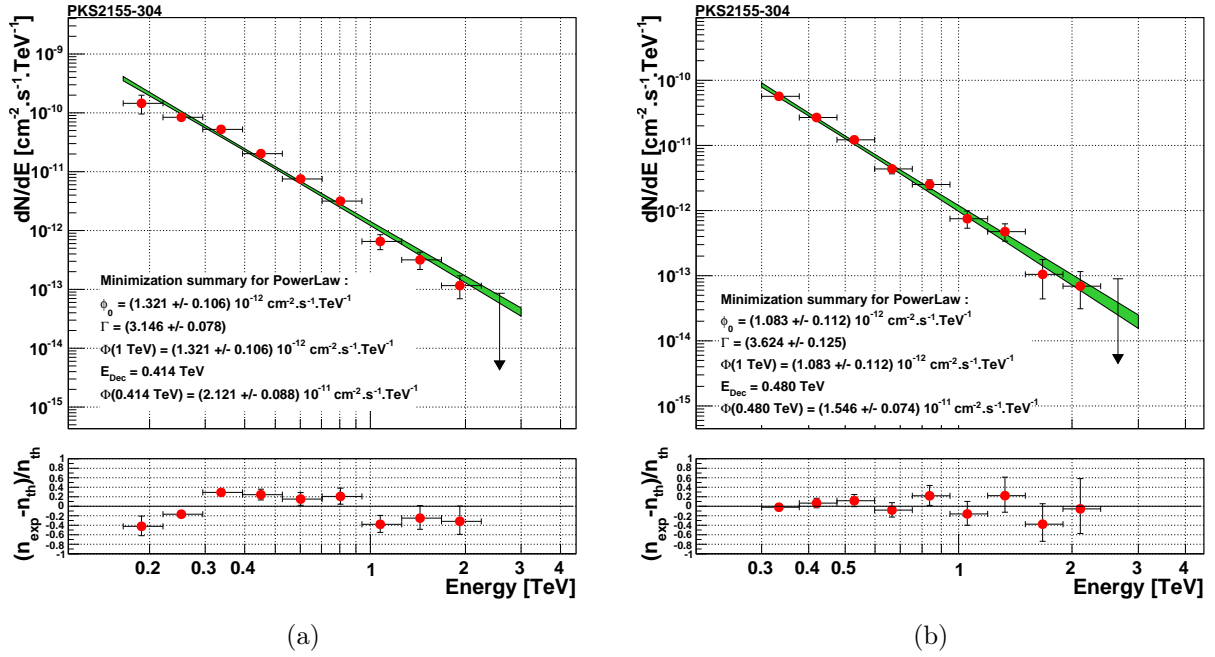 PKS2155-304
dN/dE [cm⁻².s⁻¹.TeV⁻¹]
10⁻⁹
10⁻¹⁰
10⁻¹¹
10⁻¹²
10⁻¹³
10⁻¹⁴
10⁻¹⁵
Minimization summary for PowerLaw :
ϕ₀ = (1.321 +/- 0.106) 10⁻¹² cm⁻².s⁻¹.TeV⁻¹
Γ = (3.146 +/- 0.078)
Φ(1 TeV) = (1.321 +/- 0.106) 10⁻¹² cm⁻².s⁻¹.TeV⁻¹
E_Dec = 0.414 TeV
Φ(0.414 TeV) = (2.121 +/- 0.088) 10⁻¹¹ cm⁻².s⁻¹.TeV⁻¹
(n_exp-n_th)/n_th
1
0.8
0.6
0.4
0.2
0
-0.2
-0.4
-0.6
-0.8
-1
0.2 0.3 0.4 1 2 3
Energy [TeV]
(a)
PKS2155-304
dN/dE [cm⁻².s⁻¹.TeV⁻¹]
10⁻¹⁰
10⁻¹¹
10⁻¹²
10⁻¹³
10⁻¹⁴
10⁻¹⁵
Minimization summary for PowerLaw :
ϕ₀ = (1.083 +/- 0.112) 10⁻¹² cm⁻².s⁻¹.TeV⁻¹
Γ = (3.624 +/- 0.125)
Φ(1 TeV) = (1.083 +/- 0.112) 10⁻¹² cm⁻².s⁻¹.TeV⁻¹
E_Dec = 0.480 TeV
Φ(0.480 TeV) = (1.546 +/- 0.074) 10⁻¹¹ cm⁻².s⁻¹.TeV⁻¹
(n_exp-n_th)/n_th
1
0.8
0.6
0.4
0.2
0
-0.2
-0.4
-0.6
-0.8
-1
0.3 0.4 0.5 1 2 3
Energy [TeV]
(b)